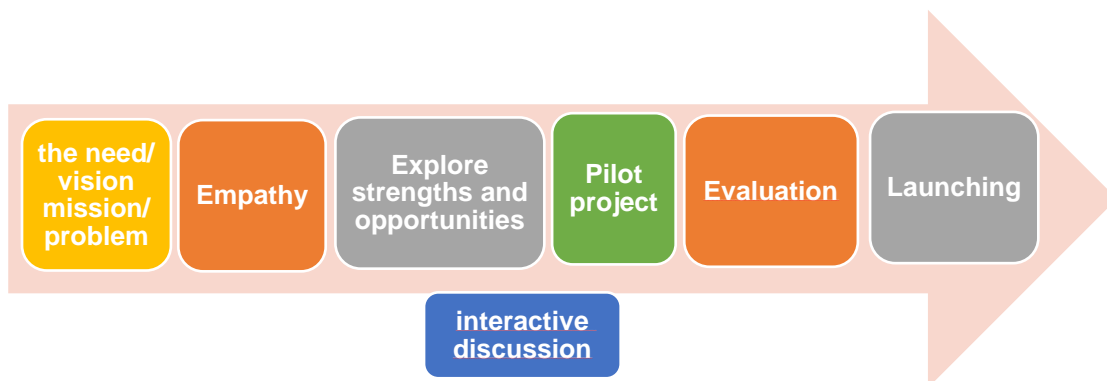 the need/
vision
mission/
problem
Empathy
Explore
strengths and
opportunities
Pilot
project
Evaluation
Launching
interactive
discussion